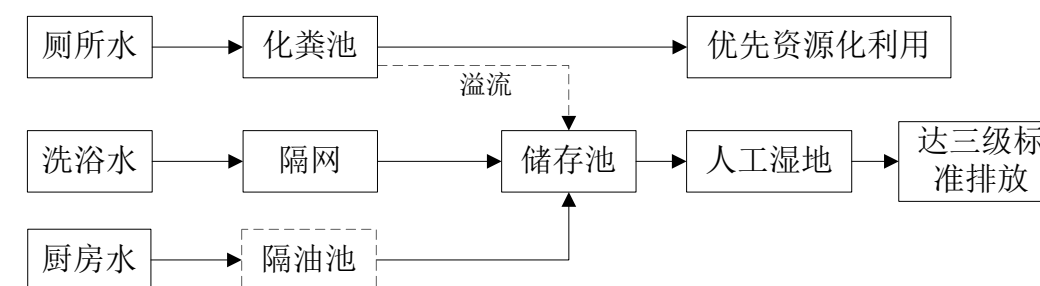 厕所水
化粪池
优先资源化利用
溢流
洗浴水
隔网
储存池
人工湿地
达三级标
准排放
厨房水
隔油池